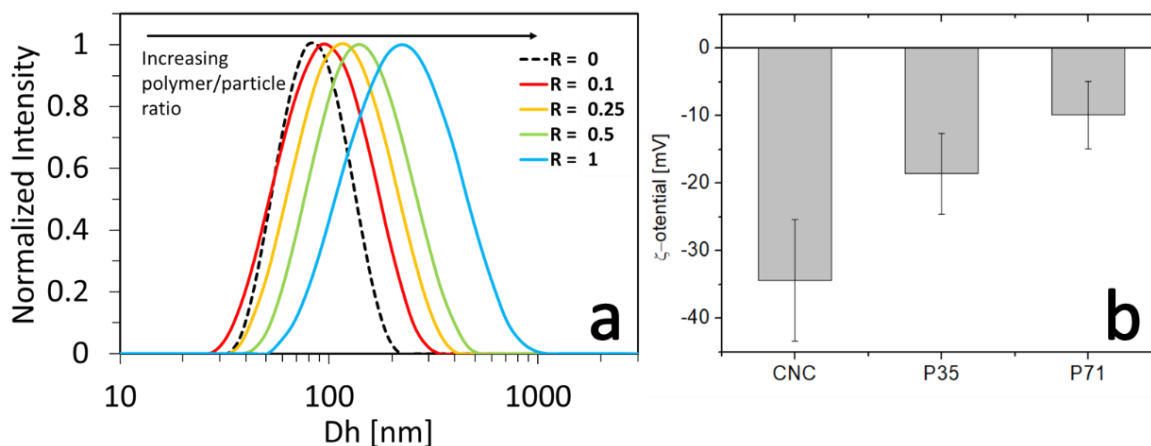 Increasing
polymer/particle
ratio
R = 0
R = 0.1
R = 0.25
R = 0.5
R = 1
Normalized Intensity
1
0.8
0.6
0.4
0.2
0
10
100
1000
Dh [nm]
a
ζ–otential [mV]
0
-10
-20
-30
-40
CNC
P35
P71
b